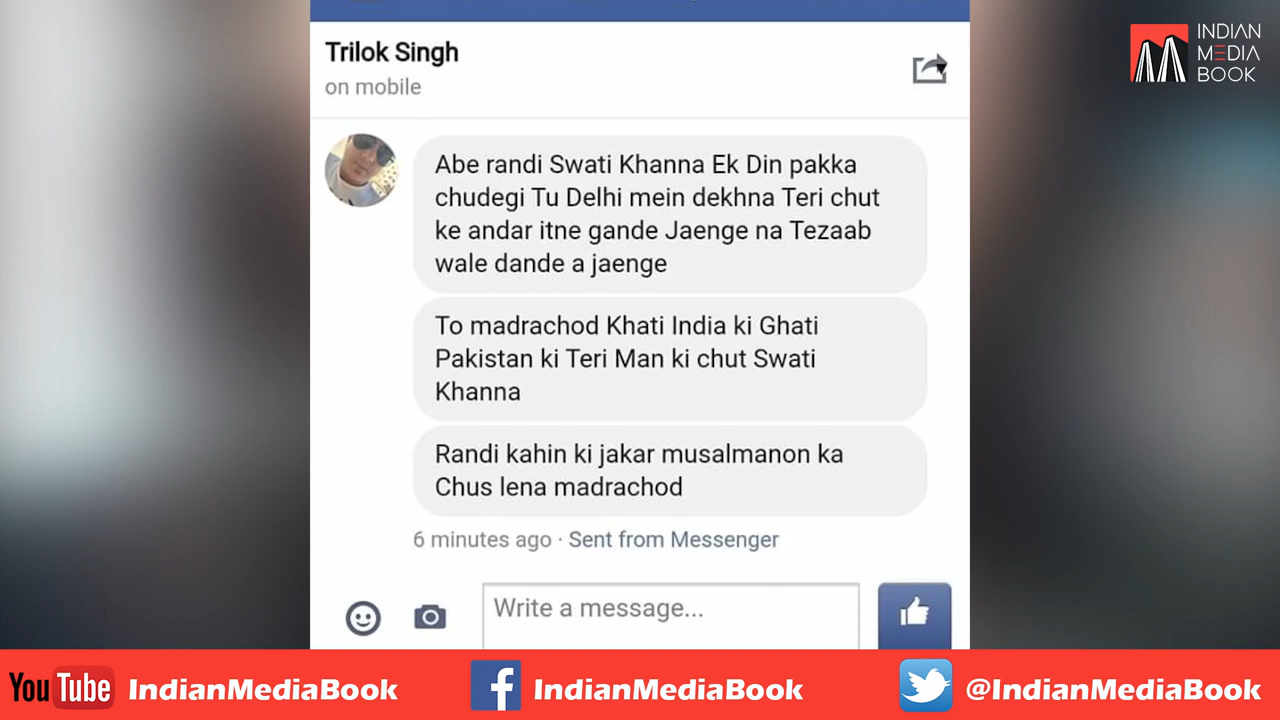 Trilok Singh
on mobile
INDIAN
MEDIA
BOOK
Abe randi Swati Khanna Ek Din pakka
chudegi Tu Delhi mein dekhna Teri chut
ke andar itne gande Jaenge na Tezaab
wale dande a jaenge
To madrachod Khati India ki Ghati
Pakistan ki Teri Man ki chut Swati
Khanna
Randi kahin ki jakar musalmanon ka
Chus lena madrachod
6 minutes ago · Sent from Messenger
Write a message...
YouTube IndianMediaBook
f IndianMediaBook
@IndianMediaBook